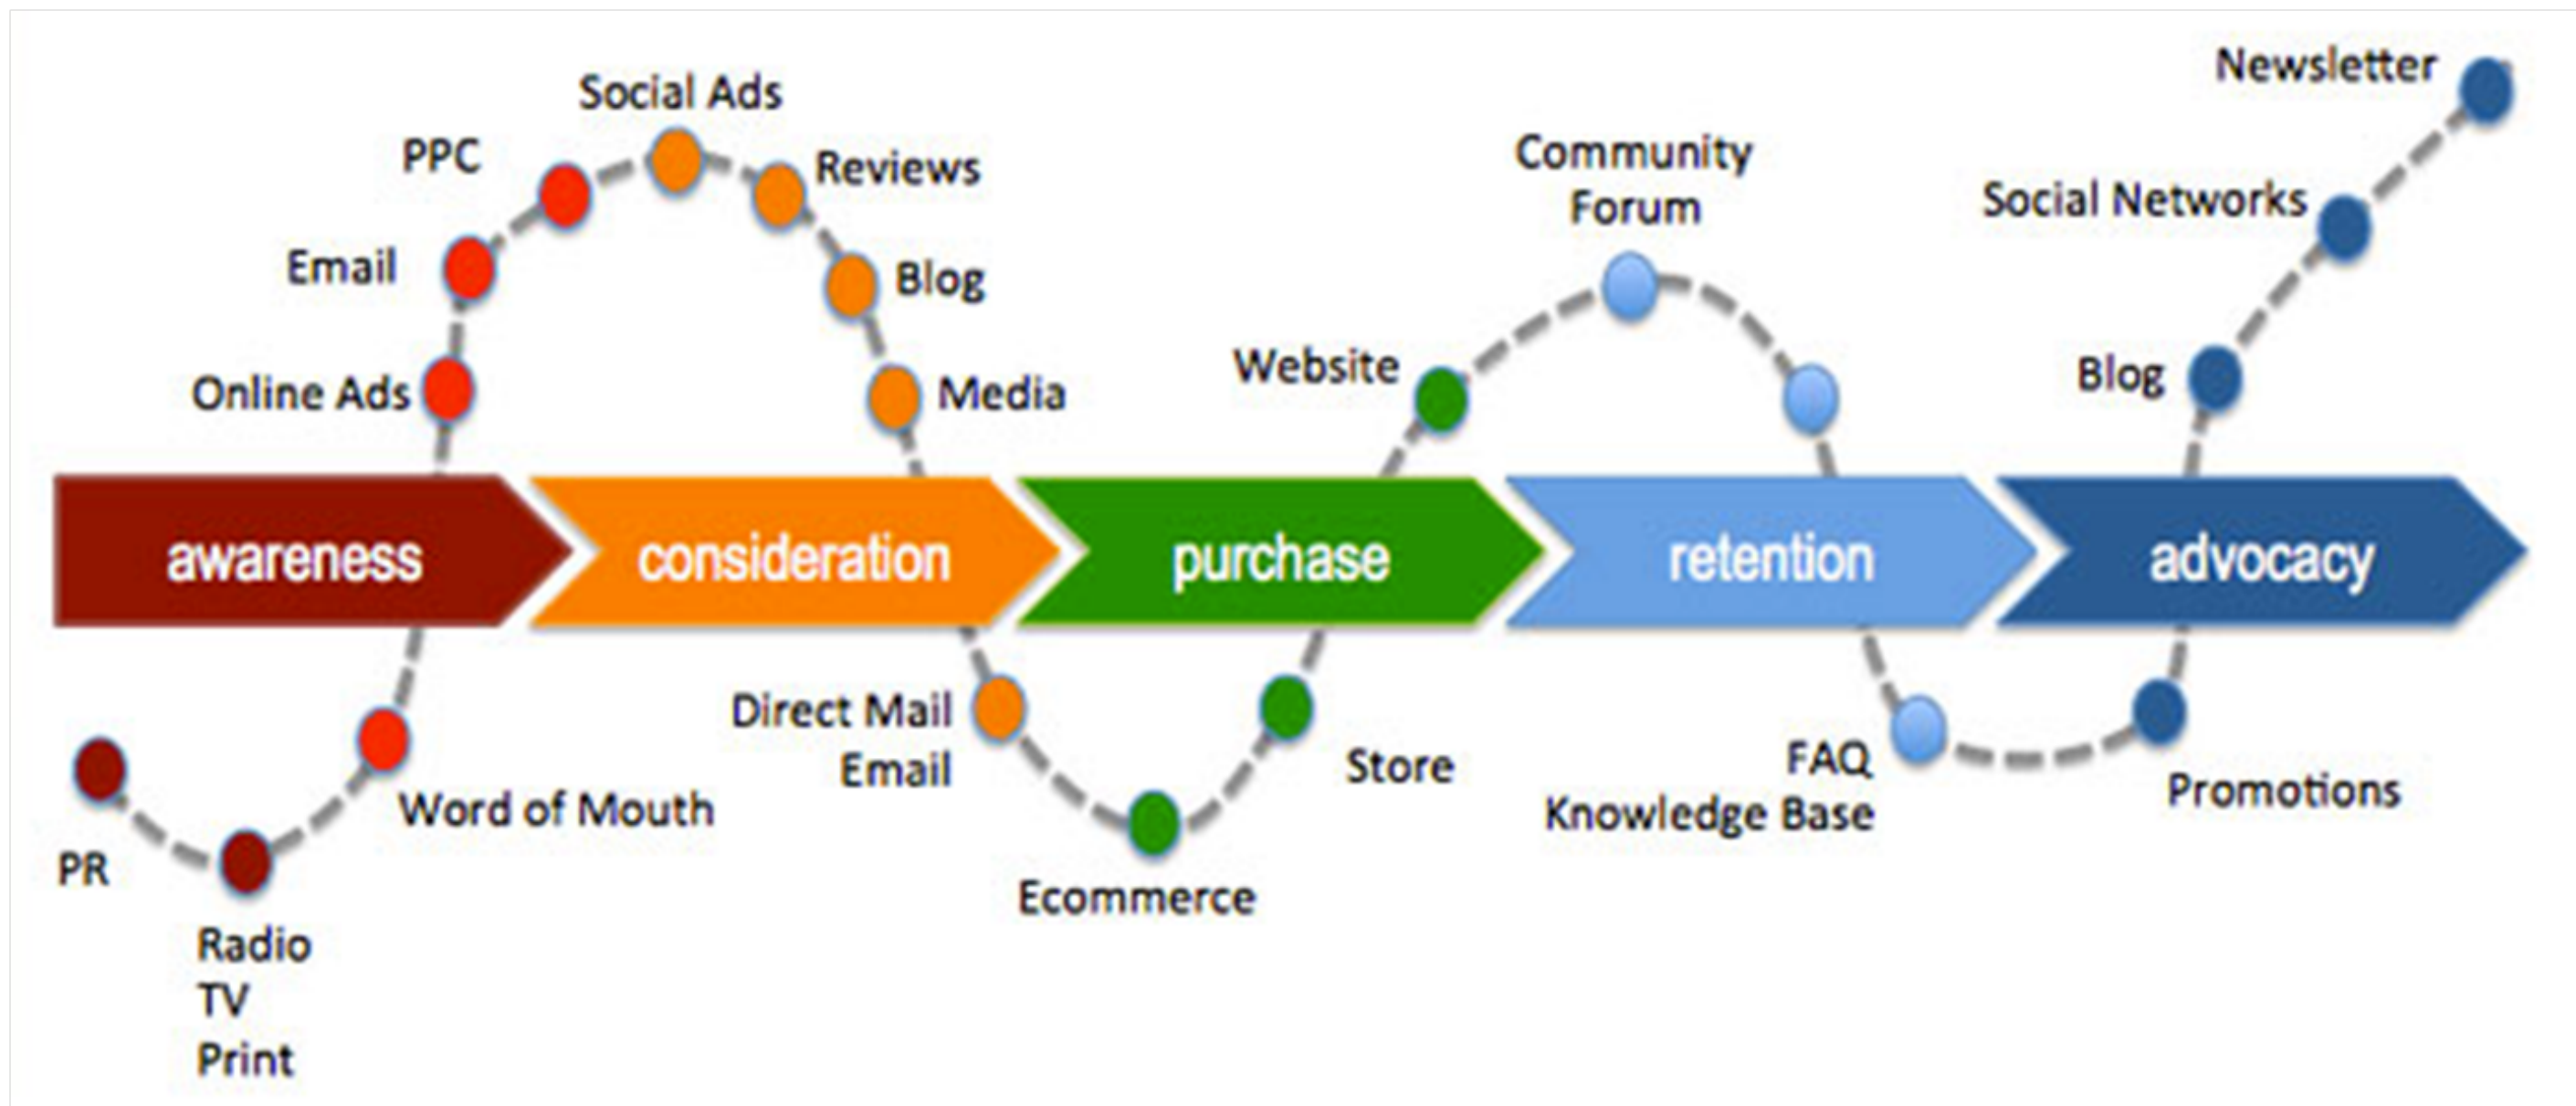 Newsletter
Social Ads
PPC
Reviews
Community
Forum
Social Networks
Email
Blog
Online Ads
Media
Website
Blog
awareness
consideration
purchase
retention
advocacy
Direct Mail
Email
Store
FAQ
Knowledge Base
Promotions
Word of Mouth
PR
Ecommerce
Radio
TV
Print